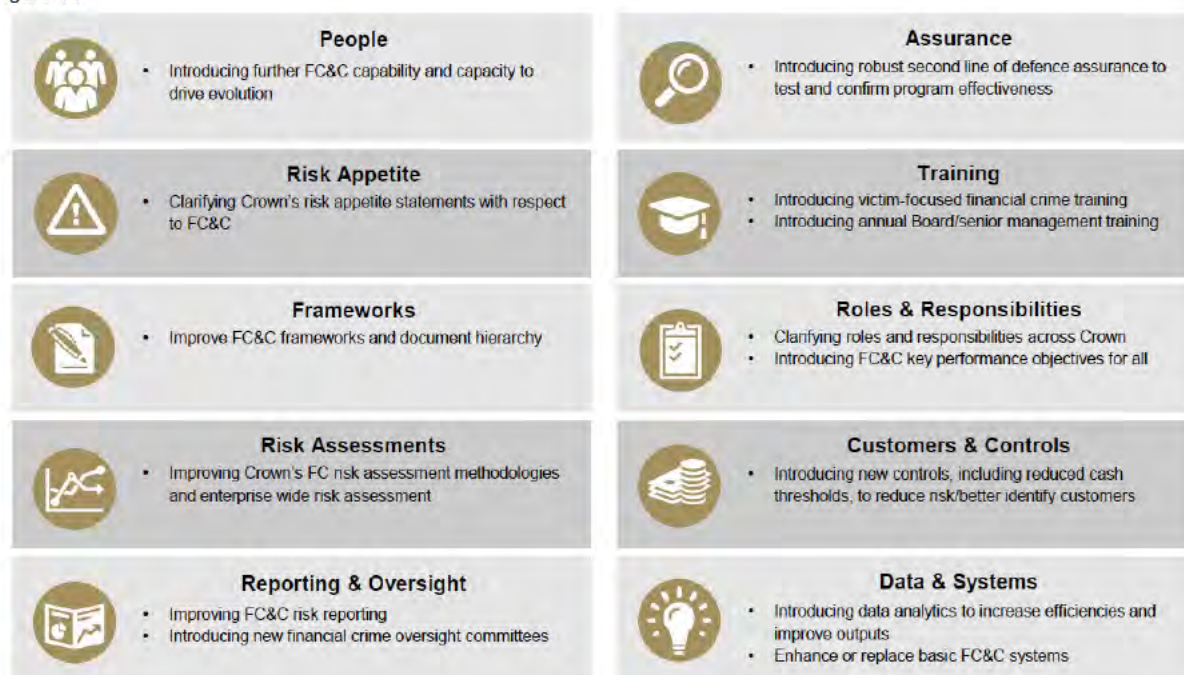 People
• Introducing further FC&C capability and capacity to
drive evolution
Risk Appetite
• Clarifying Crown's risk appetite statements with respect
to FC&C
Frameworks
• Improve FC&C frameworks and document hierarchy
Risk Assessments
• Improving Crown's FC risk assessment methodologies
and enterprise wide risk assessment
Reporting & Oversight
• Improving FC&C risk reporting
• Introducing new financial crime oversight committees
Assurance
• Introducing robust second line of defence assurance to
test and confirm program effectiveness
Training
• Introducing victim-focused financial crime training
• Introducing annual Board/senior management training
Roles & Responsibilities
• Clarifying roles and responsibilities across Crown
• Introducing FC&C key performance objectives for all
Customers & Controls
• Introducing new controls, including reduced cash
thresholds, to reduce risk/better identify customers
Data & Systems
• Introducing data analytics to increase efficiencies and
improve outputs
• Enhance or replace basic FC&C systems